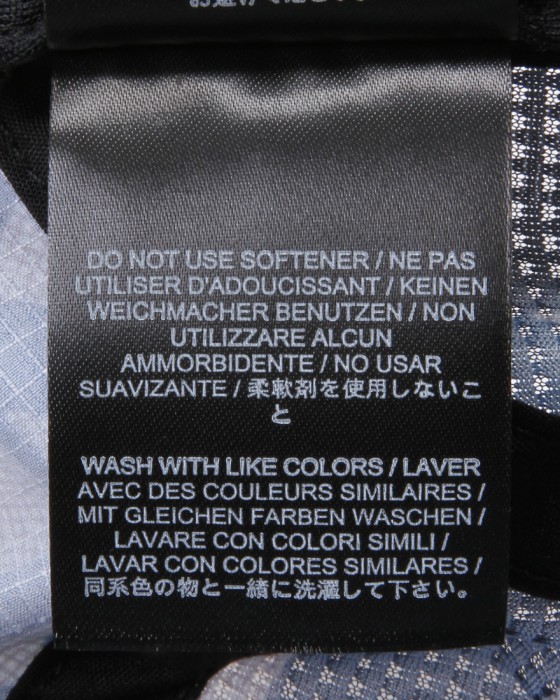 DO NOT USE SOFTENER / NE PAS
UTILISER D'ADOUCISSANT / KEINEN
WEICHMACHER BENUTZEN / NON
UTILIZZARE ALCUN
AMMORBIDENTE / NO USAR
SUAVIZANTE / 柔軟剤を使用しないこ
と
WASH WITH LIKE COLORS / LAVER
AVEC DES COULEURS SIMILAIRES /
MIT GLEICHEN FARBEN WASCHEN /
LAVARE CON COLORI SIMILI /
LAVAR CON COLORES SIMILARES /
同系色の物と一緒に洗濯して下さい。